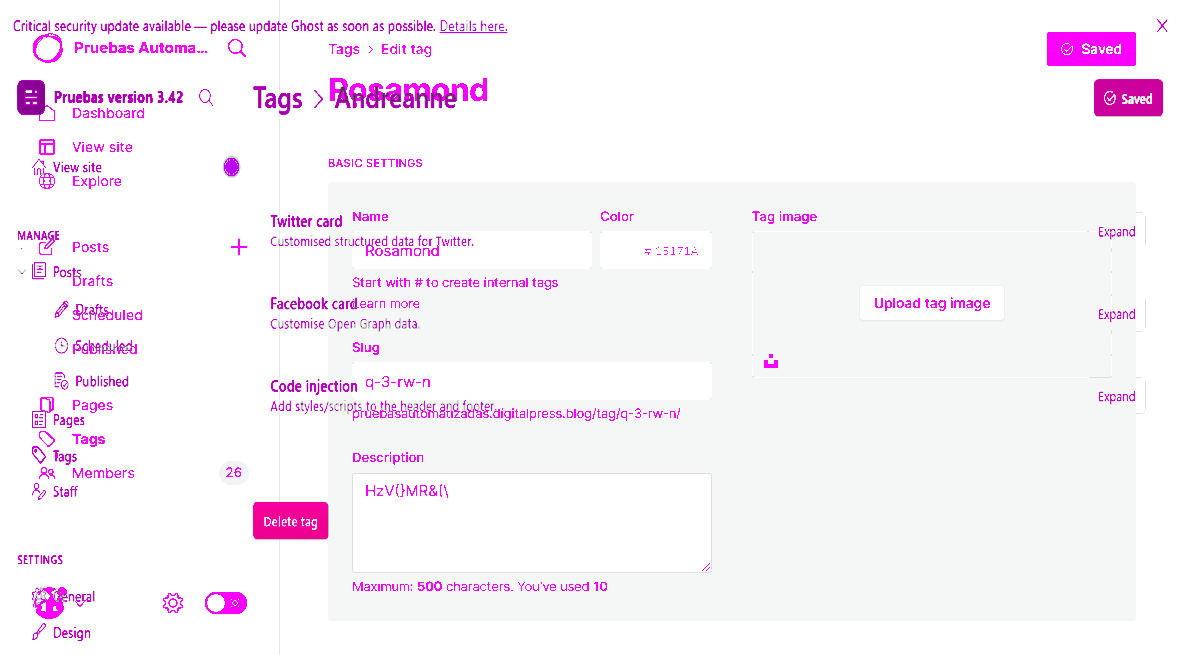 Critical security update available — please update Ghost as soon as possible. Details here.
Pruebas Automa...
Tags > Edit tag
Saved
Rosamond
Pruebas version 3.42
Tags > Andreanne
Saved
Dashboard
View site
View site
Explore
BASIC SETTINGS
MANAGE
Posts
Posts
Drafts
Drafts
Scheduled
Scheduled
Published
Published
Pages
Pages
Tags
Tags
Members
26
Staff
SETTINGS
General
Design
Twitter card
Customised structured data for Twitter.
Expand
Facebook card
Customise Open Graph data.
Expand
Code injection
Add styles/scripts to the header and footer.
Expand
Delete tag
Name
Rosamond
Color
# 15171A
Start with # to create internal tags
Learn more
Slug
q-3-rw-n
pruebasautomatizadas.digitalpress.blog/tag/q-3-rw-n/
Description
HzV(}MR&(\
Maximum: 500 characters. You've used 10
Tag image
Upload tag image